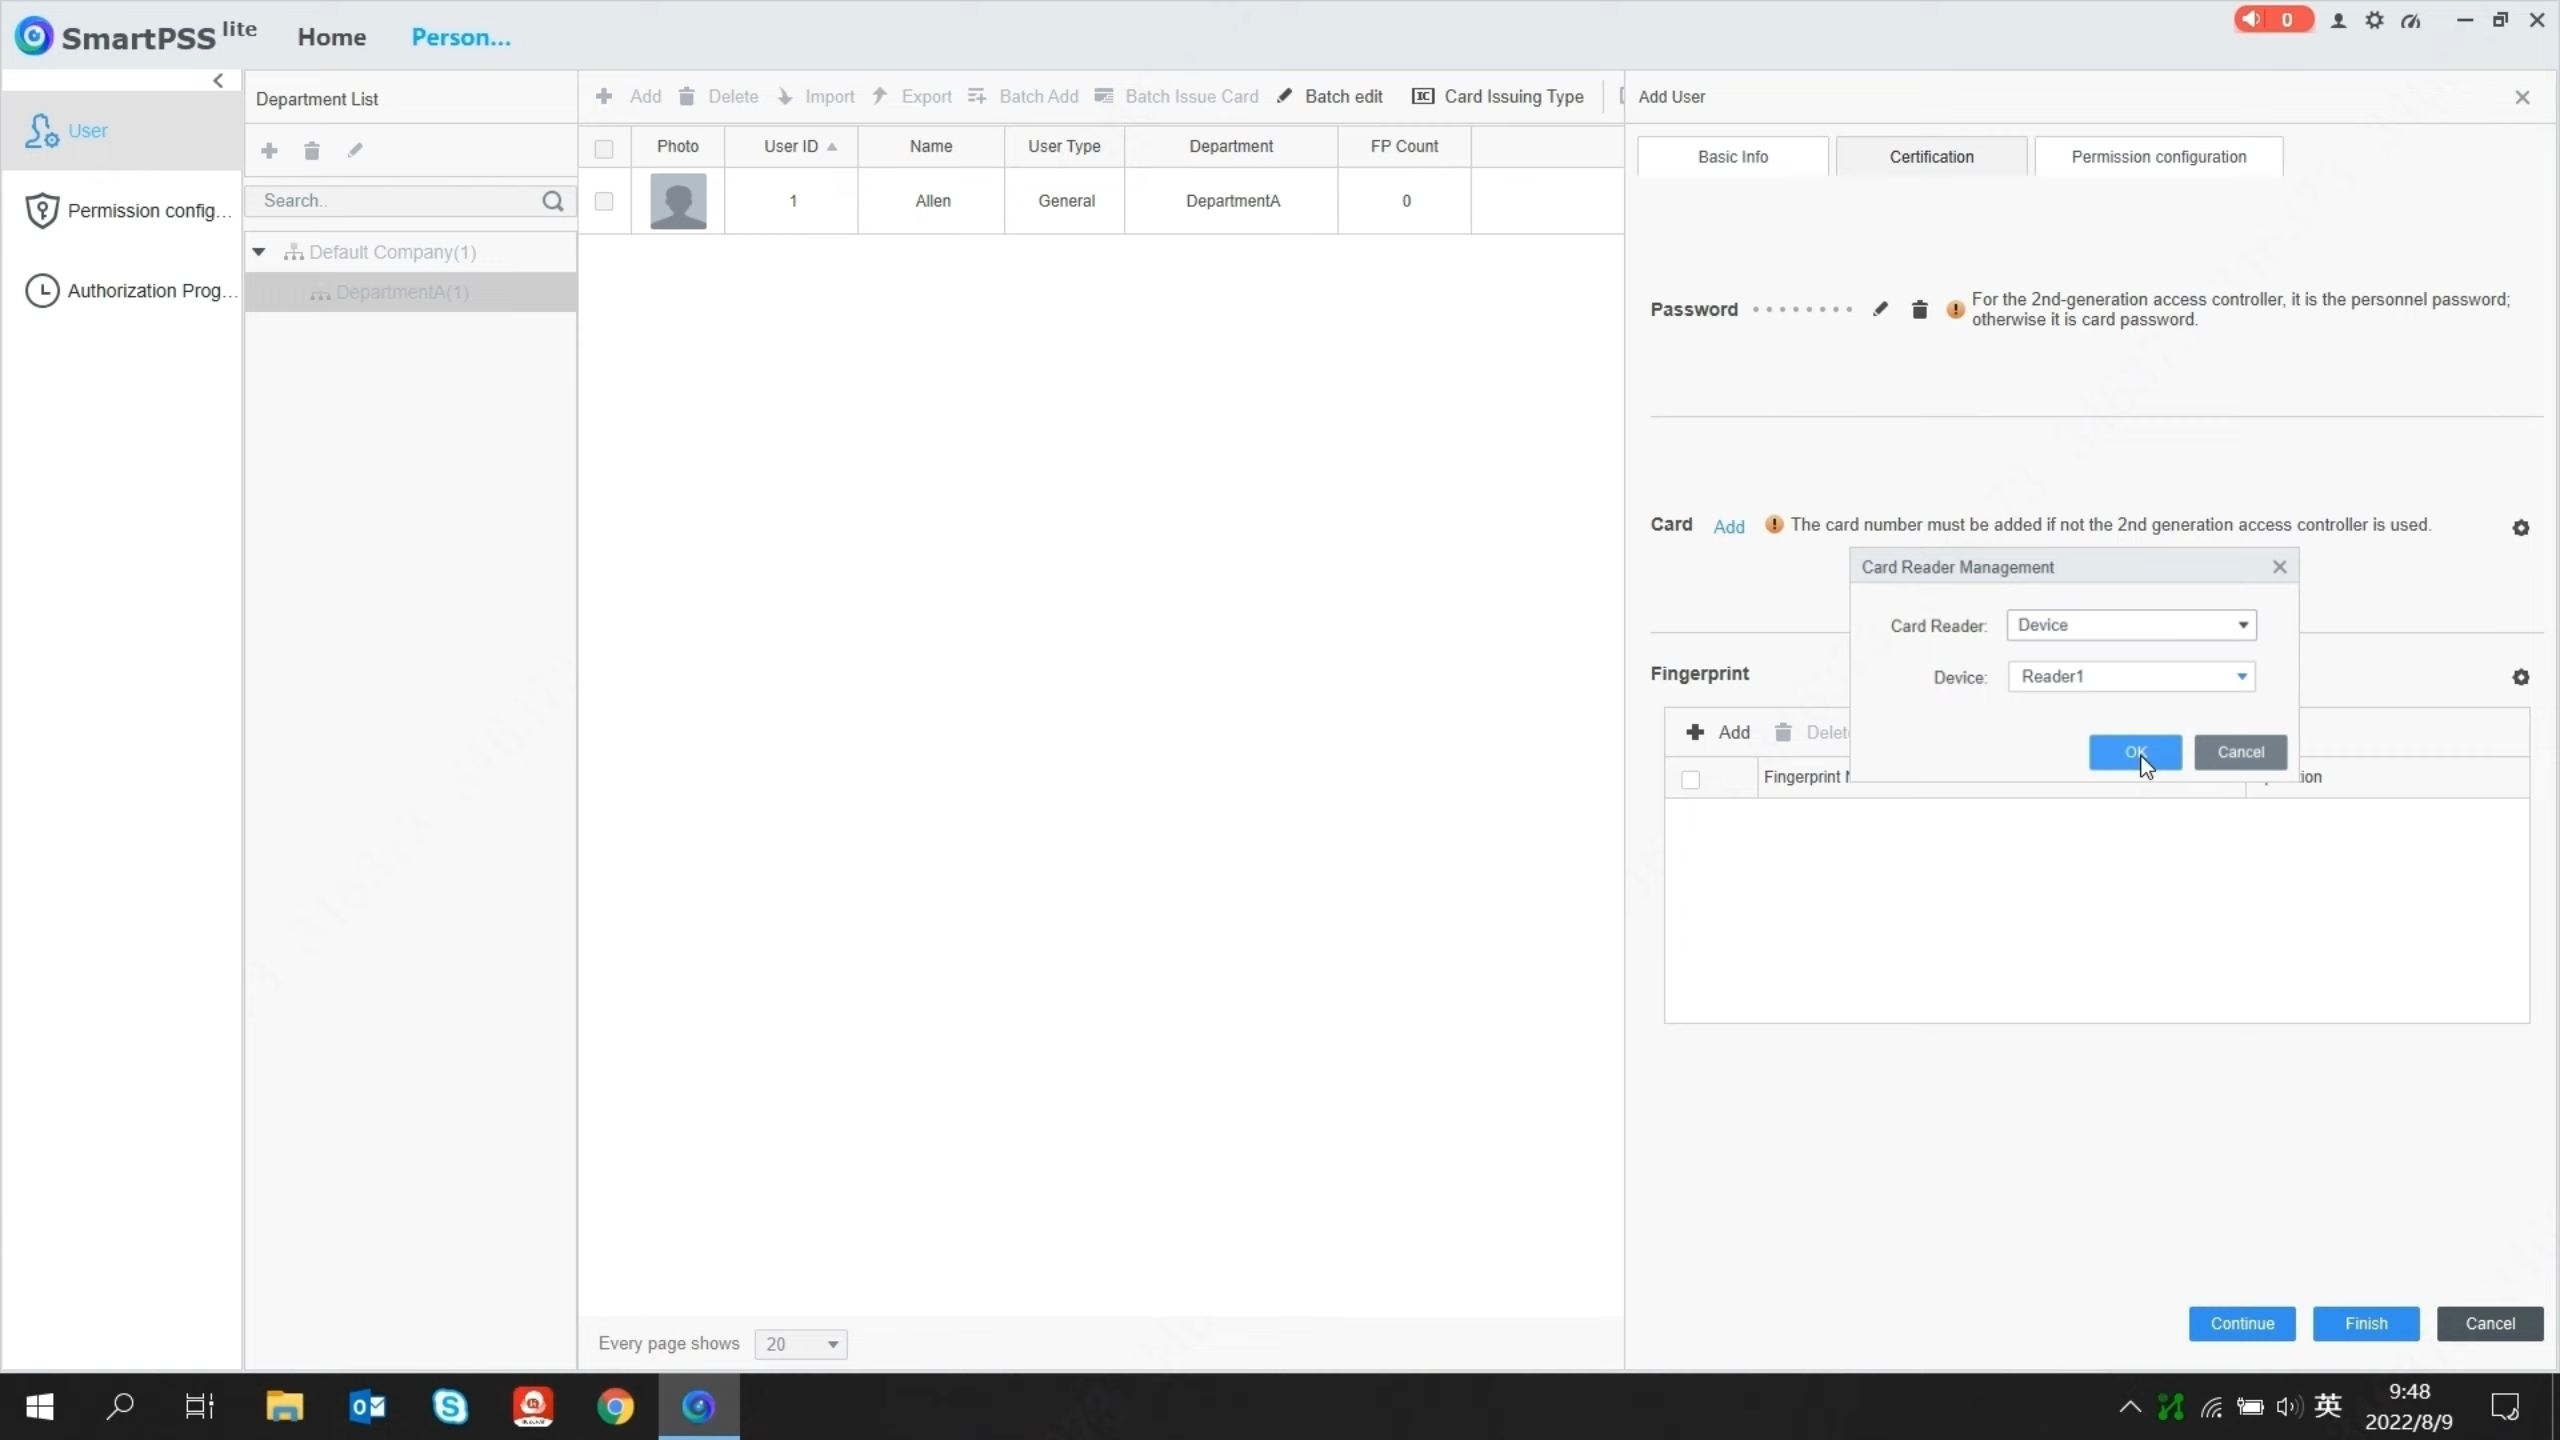 SmartPSS lite Home Person... 0
Department List
Add Delete Import Export Batch Add Batch Issue Card Batch edit Card Issuing Type
Add User
User
Permission config...
Authorization Prog...
Search..
Default Company(1)
DepartmentA(1)
Photo User ID Name User Type Department FP Count
1 Allen General DepartmentA 0
Every page shows 20
Basic Info Certification Permission configuration
Password ········ For the 2nd-generation access controller, it is the personnel password;
otherwise it is card password.
Card Add The card number must be added if not the 2nd generation access controller is used.
Card Reader Management
Card Reader: Device
Device: Reader1
OK Cancel
Fingerprint
Add
Fingerprint
Continue Finish Cancel
英 9:48
2022/8/9